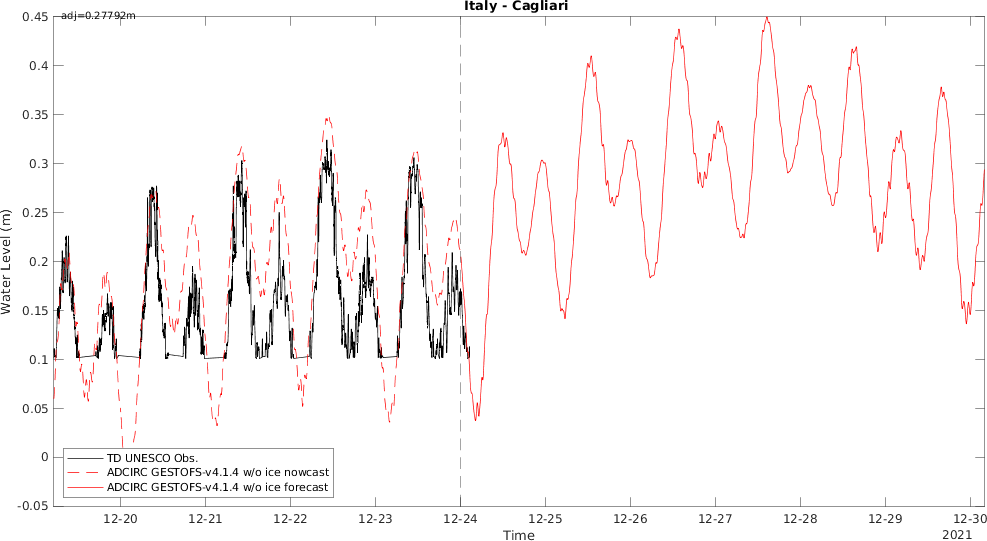 Italy - Cagliari
adj=0.27792m
0.45
0.4
0.35
0.3
0.25
0.2
0.15
0.1
0.05
0
-0.05
Water Level (m)
TD UNESCO Obs.
ADCIRC GESTOFS-v4.1.4 w/o ice nowcast
ADCIRC GESTOFS-v4.1.4 w/o ice forecast
12-20 12-21 12-22 12-23 12-24 12-25 12-26 12-27 12-28 12-29 12-30
Time
2021